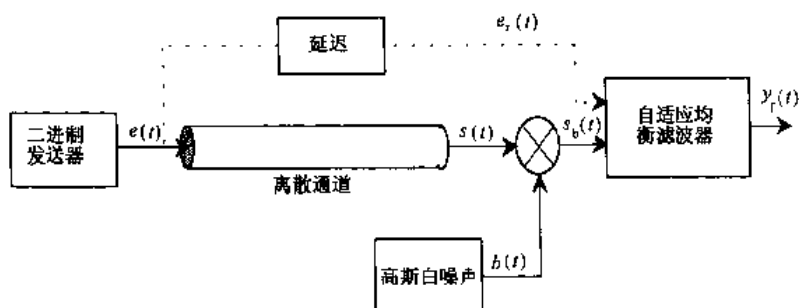 延迟
e_r(t)
二进制
发送器
e(t)
s(t)
s_b(t)
自适应均
衡滤波器
y_r(t)
离散通道
高斯白噪声
b(t)